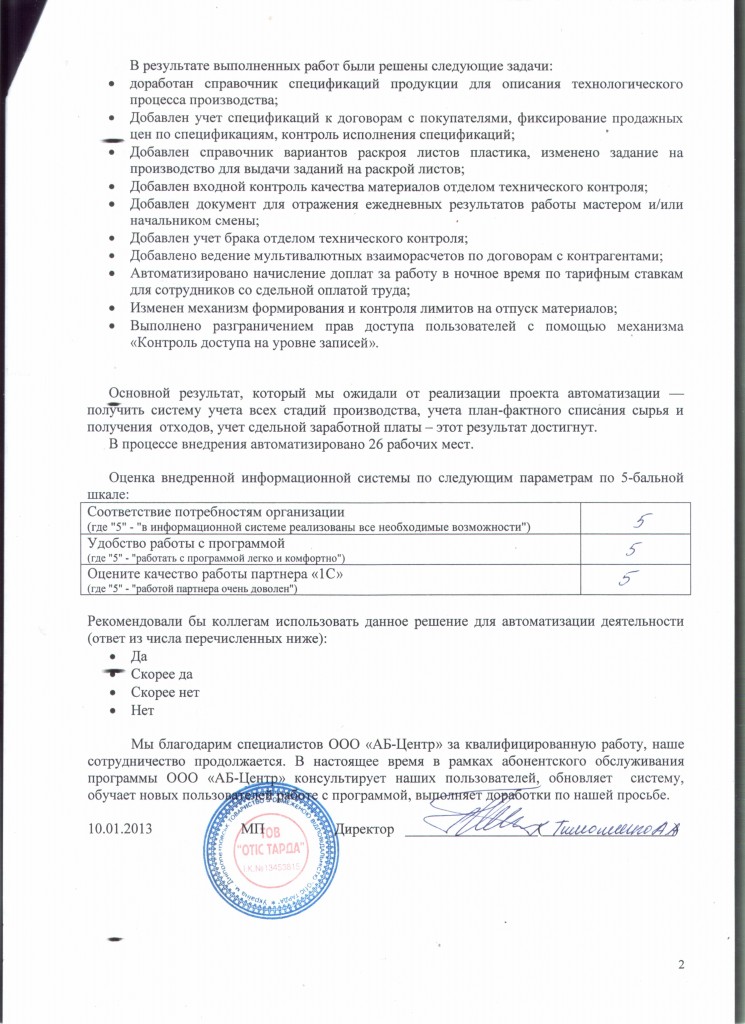 В результате выполненных работ были решены следующие задачи:
• доработан справочник спецификаций продукции для описания технологического
процесса производства;
• Добавлен учет спецификаций к договорам с покупателями, фиксирование продажных
цен по спецификациям, контроль исполнения спецификаций;
• Добавлен справочник вариантов раскроя листов пластика, изменено задание на
производство для выдачи заданий на раскрой листов;
• Добавлен входной контроль качества материалов отделом технического контроля;
• Добавлен документ для отражения ежедневных результатов работы мастером и/или
начальником смены;
• Добавлен учет брака отделом технического контроля;
• Добавлено ведение мультивалютных взаиморасчетов по договорам с контрагентами;
• Автоматизировано начисление доплат за работу в ночное время по тарифным ставкам
для сотрудников со сдельной оплатой труда;
• Изменен механизм формирования и контроля лимитов на отпуск материалов;
• Выполнено разграничением прав доступа пользователей с помощью механизма
«Контроль доступа на уровне записей».
Основной результат, который мы ожидали от реализации проекта автоматизации —
получить систему учета всех стадий производства, учета план-фактного списания сырья и
получения отходов, учет сдельной заработной платы – этот результат достигнут.
В процессе внедрения автоматизировано 26 рабочих мест.
Оценка внедренной информационной системы по следующим параметрам по 5-бальной
шкале:
Соответствие потребностям организации
(где "5" - "в информационной системе реализованы все необходимые возможности") 5
Удобство работы с программой
(где "5" - "работать с программой легко и комфортно") 5
Оцените качество работы партнера «1С»
(где "5" - "работой партнера очень доволен") 5
Рекомендовали бы коллегам использовать данное решение для автоматизации деятельности
(ответ из числа перечисленных ниже):
• Да
• Скорее да
• Скорее нет
• Нет
Мы благодарим специалистов ООО «АБ-Центр» за квалифицированную работу, наше
сотрудничество продолжается. В настоящее время в рамках абонентского обслуживания
программы ООО «АБ-Центр» консультирует наших пользователей, обновляет систему,
обучает новых пользователей работе с программой, выполняет доработки по нашей просьбе.
10.01.2013 МП Директор
ТОВ
"ОТІС ТАРДА"
2